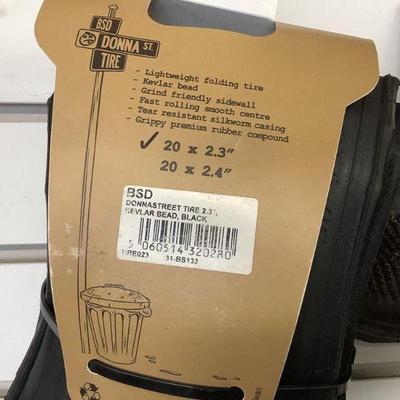 BSD
DONNA ST.
TIRE
- Lightweight folding tire
- Kevlar bead
- Grind friendly sidewall
- Fast rolling smooth centre
- Tear resistant silkworm casing
- Grippy premium rubber compound
✓ 20 x 2.3"
20 x 2.4"
BSD
DONNASTREET TIRE 2.3",
KEVLAR BEAD, BLACK
5 060514 320280
TIRE023 31-BS133